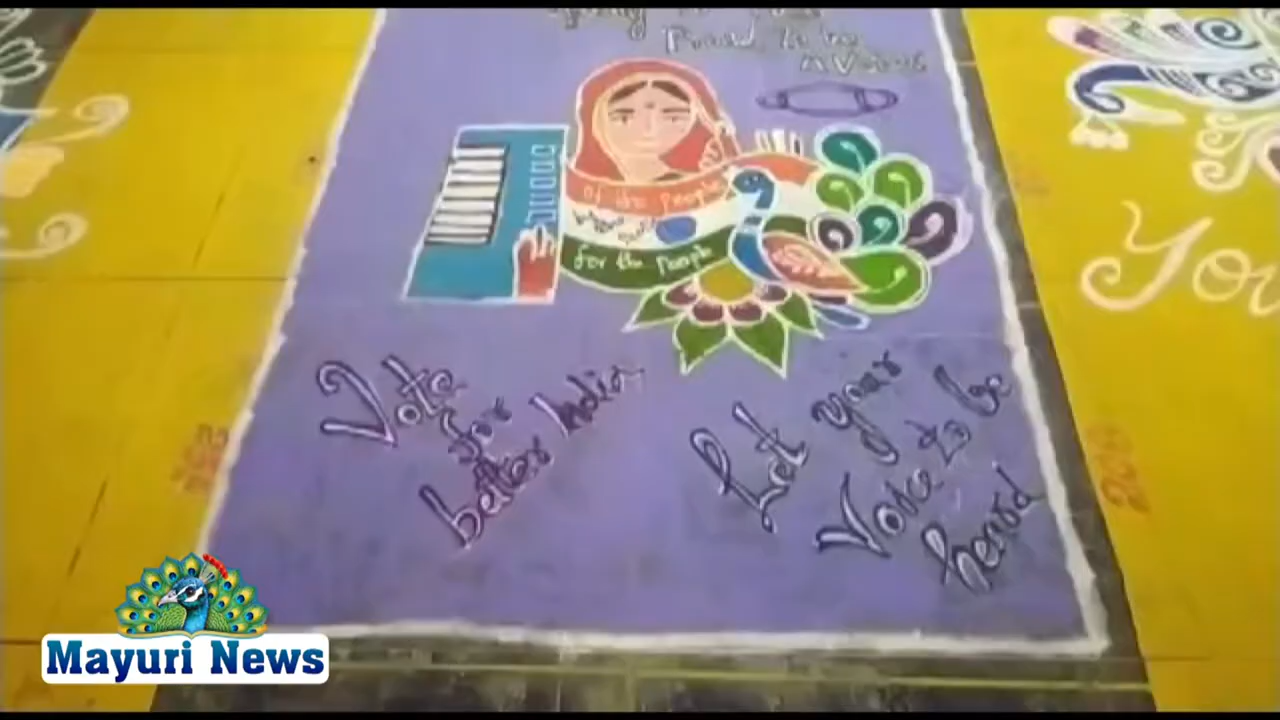 Proud to be
of the people
for the people
Vote
for
better India
Let your
Voice to be
heard
You
203
Mayuri News